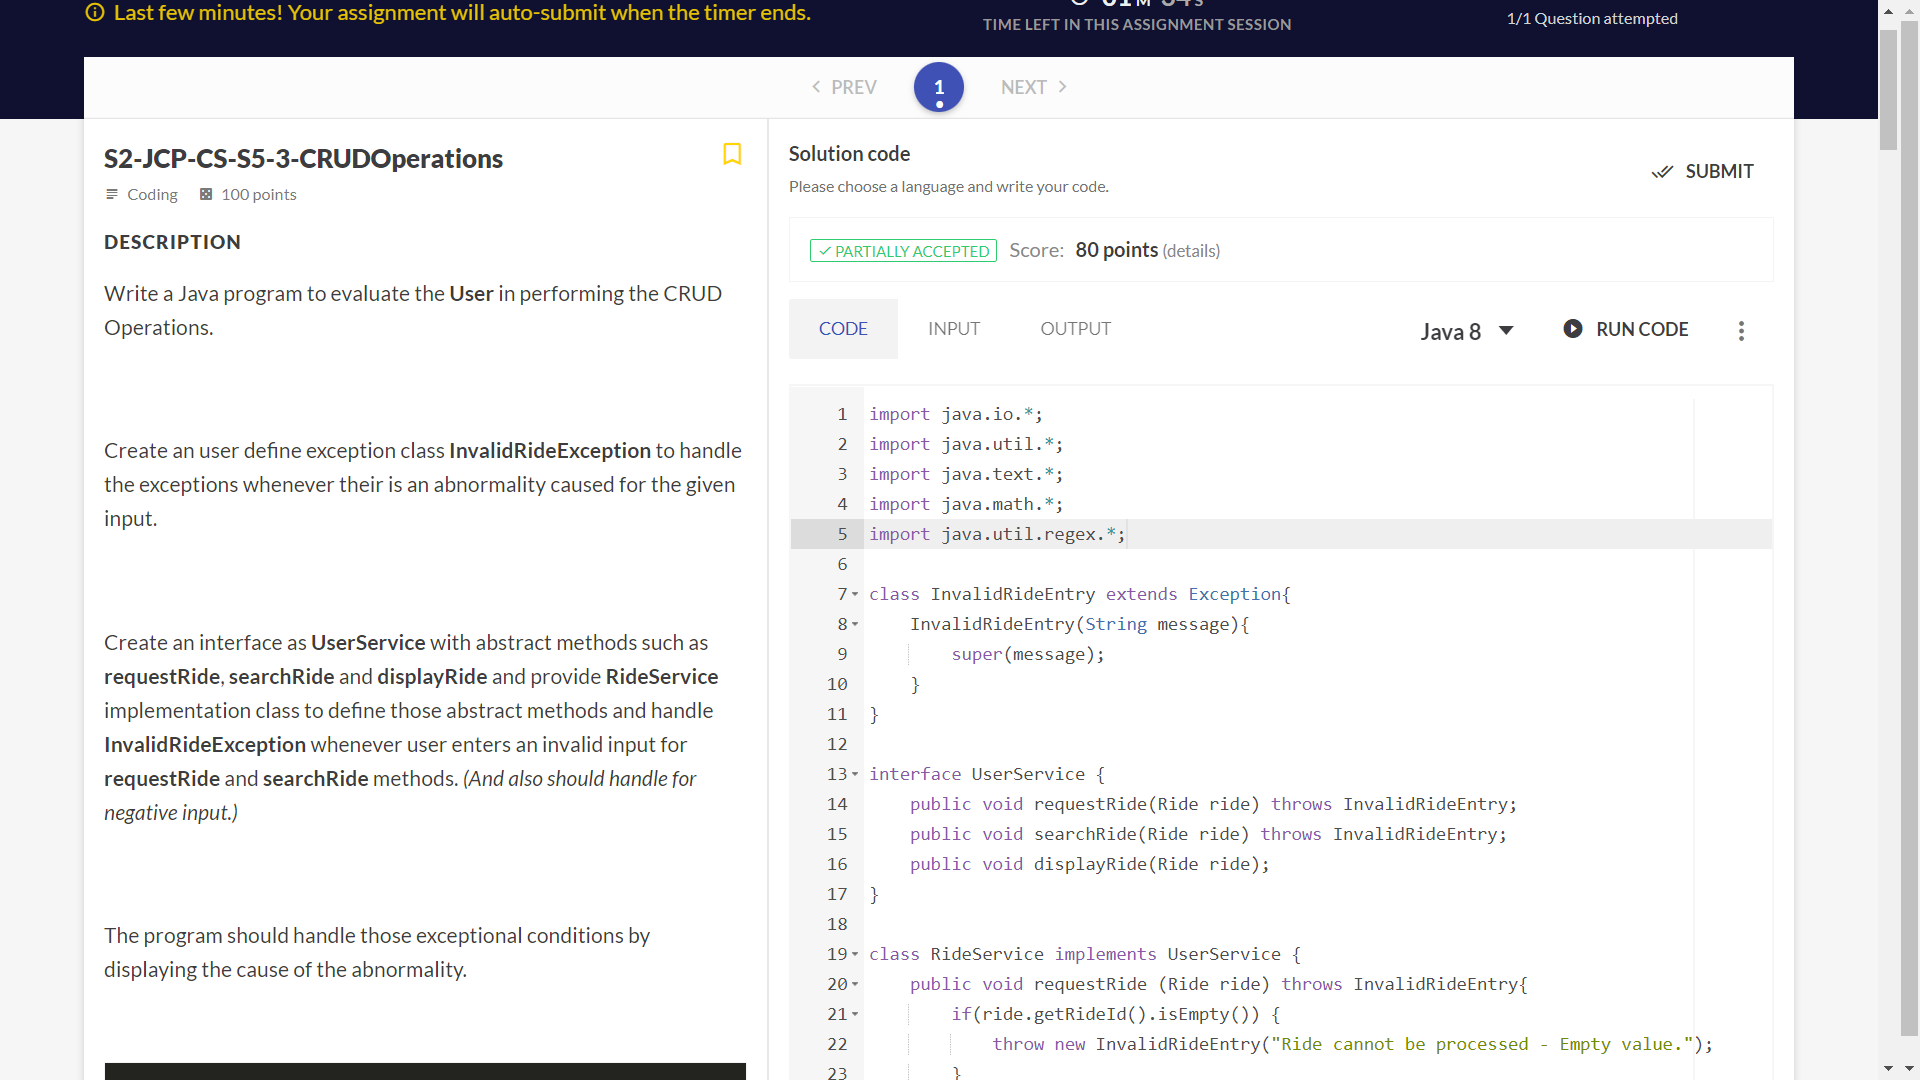 Last few minutes! Your assignment will auto-submit when the timer ends.
TIME LEFT IN THIS ASSIGNMENT SESSION
1/1 Question attempted
PREV
1
NEXT
S2-JCP-CS-S5-3-CRUDOperations
Coding 100 points
DESCRIPTION
Write a Java program to evaluate the User in performing the CRUD
Operations.
Create an user define exception class InvalidRideException to handle
the exceptions whenever their is an abnormality caused for the given
input.
Create an interface as UserService with abstract methods such as
requestRide, searchRide and displayRide and provide RideService
implementation class to define those abstract methods and handle
InvalidRideException whenever user enters an invalid input for
requestRide and searchRide methods. (And also should handle for
negative input.)
The program should handle those exceptional conditions by
displaying the cause of the abnormality.
Solution code
Please choose a language and write your code.
SUBMIT
PARTIALLY ACCEPTED Score: 80 points (details)
CODE INPUT OUTPUT
Java 8
RUN CODE
1 import java.io.*;
2 import java.util.*;
3 import java.text.*;
4 import java.math.*;
5 import java.util.regex.*;
6
7 class InvalidRideEntry extends Exception{
8 InvalidRideEntry(String message){
9 super(message);
10 }
11 }
12
13 interface UserService {
14 public void requestRide(Ride ride) throws InvalidRideEntry;
15 public void searchRide(Ride ride) throws InvalidRideEntry;
16 public void displayRide(Ride ride);
17 }
18
19 class RideService implements UserService {
20 public void requestRide (Ride ride) throws InvalidRideEntry{
21 if(ride.getRideId().isEmpty()) {
22 throw new InvalidRideEntry("Ride cannot be processed - Empty value.");
23 }